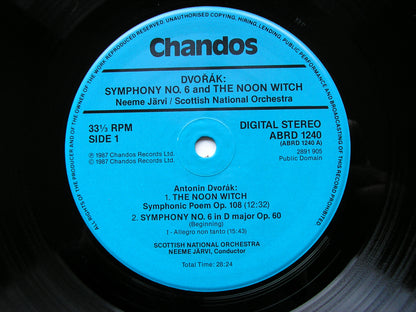 ALL RIGHTS OF THE PRODUCER AND OF THE OWNER OF THE WORK REPRODUCED RESERVED. UNAUTHORISED COPYING, HIRING, LENDING, PUBLIC PERFORMANCE AND BROADCASTING OF THIS RECORD PROHIBITED.
Chandos
DVOŘÁK:
SYMPHONY NO. 6 and THE NOON WITCH
Neeme Järvi / Scottish National Orchestra
33⅓ RPM
SIDE 1
DIGITAL STEREO
ABRD 1240
(ABRD 1240 A)
℗ 1987 Chandos Records Ltd.
© 1987 Chandos Records Ltd.
2891 905
Public Domain
Antonin Dvořák:
1. THE NOON WITCH
Symphonic Poem Op. 108 (12:32)
2. SYMPHONY NO. 6 in D major Op. 60
(Beginning)
I - Allegro non tanto (15:43)
SCOTTISH NATIONAL ORCHESTRA
NEEME JÄRVI, Conductor
Total Time: 28:24